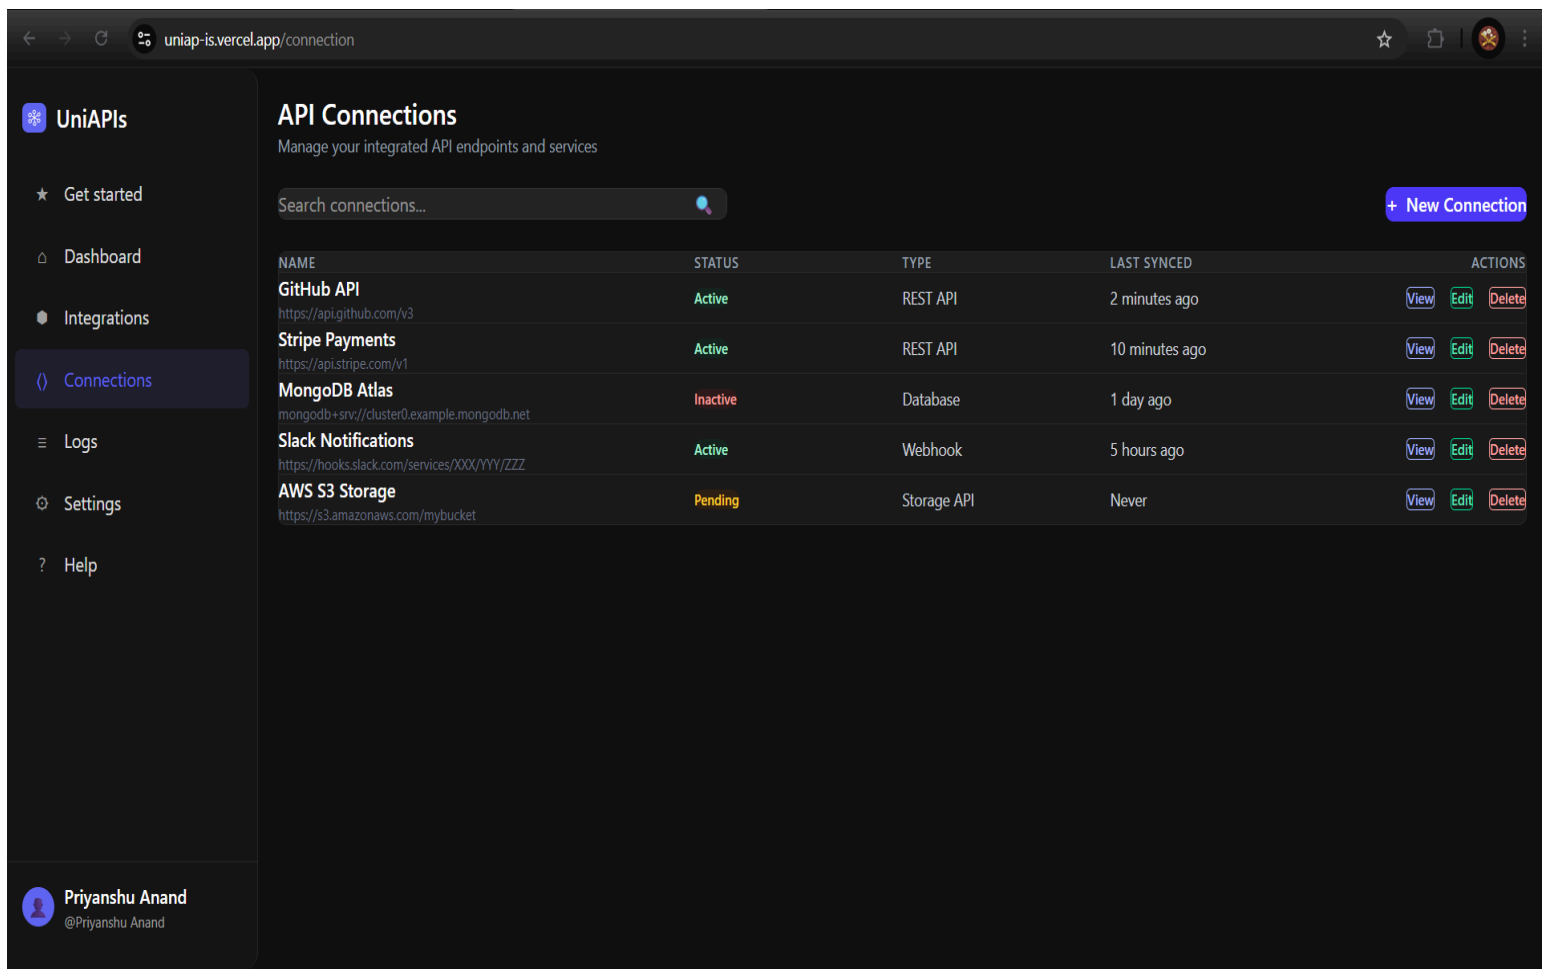 uniap-is.vercel.app/connection
UniAPIs
Get started
Dashboard
Integrations
Connections
Logs
Settings
? Help
Priyanshu Anand
@Priyanshu Anand
API Connections
Manage your integrated API endpoints and services
Search connections...
+ New Connection
NAME STATUS TYPE LAST SYNCED ACTIONS
GitHub API
https://api.github.com/v3
Active REST API 2 minutes ago View Edit Delete
Stripe Payments
https://api.stripe.com/v1
Active REST API 10 minutes ago View Edit Delete
MongoDB Atlas
mongodb+srv://cluster0.example.mongodb.net
Inactive Database 1 day ago View Edit Delete
Slack Notifications
https://hooks.slack.com/services/XXX/YYY/ZZZ
Active Webhook 5 hours ago View Edit Delete
AWS S3 Storage
https://s3.amazonaws.com/mybucket
Pending Storage API Never View Edit Delete